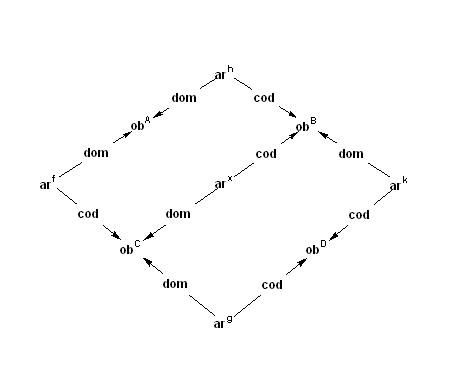 ar^h
dom cod
ob^A ob^B
dom cod dom
ar^f ar^x ar^k
cod dom cod
ob^C ob^D
dom cod
ar^g